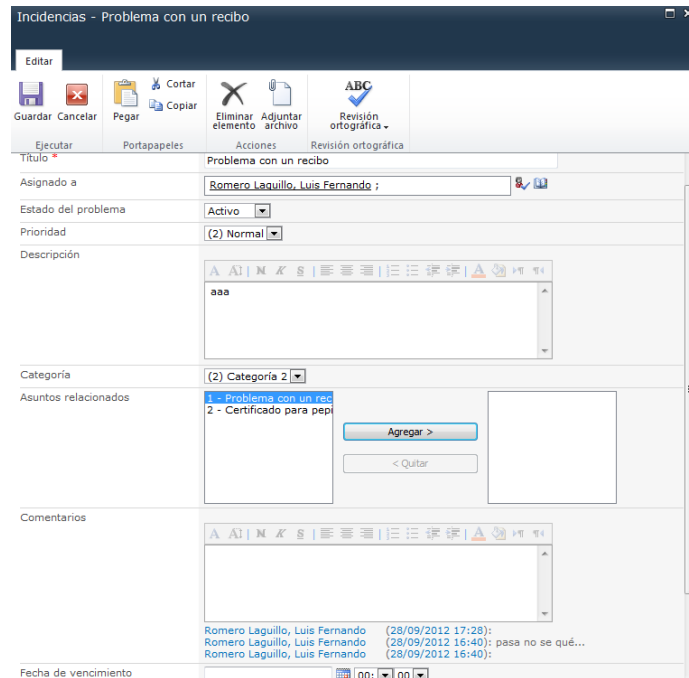 Incidencias - Problema con un recibo
Editar
Guardar Cancelar
Pegar
Cortar
Copiar
Eliminar elemento
Adjuntar archivo
ABC
Revisión ortográfica
Ejecutar
Portapapeles
Acciones
Revisión ortográfica
Título * Problema con un recibo
Asignado a Romero Laguillo, Luis Fernando ;
Estado del problema Activo
Prioridad (2) Normal
Descripción
A AI N K S A
aaa
Categoría (2) Categoría 2
Asuntos relacionados
1 - Problema con un rec
2 - Certificado para pepi
Agregar >
< Quitar
Comentarios
A AI N K S A
Romero Laguillo, Luis Fernando (28/09/2012 17:28):
Romero Laguillo, Luis Fernando (28/09/2012 16:40): pasa no se qué...
Romero Laguillo, Luis Fernando (28/09/2012 16:40):
Fecha de vencimiento 00: 00